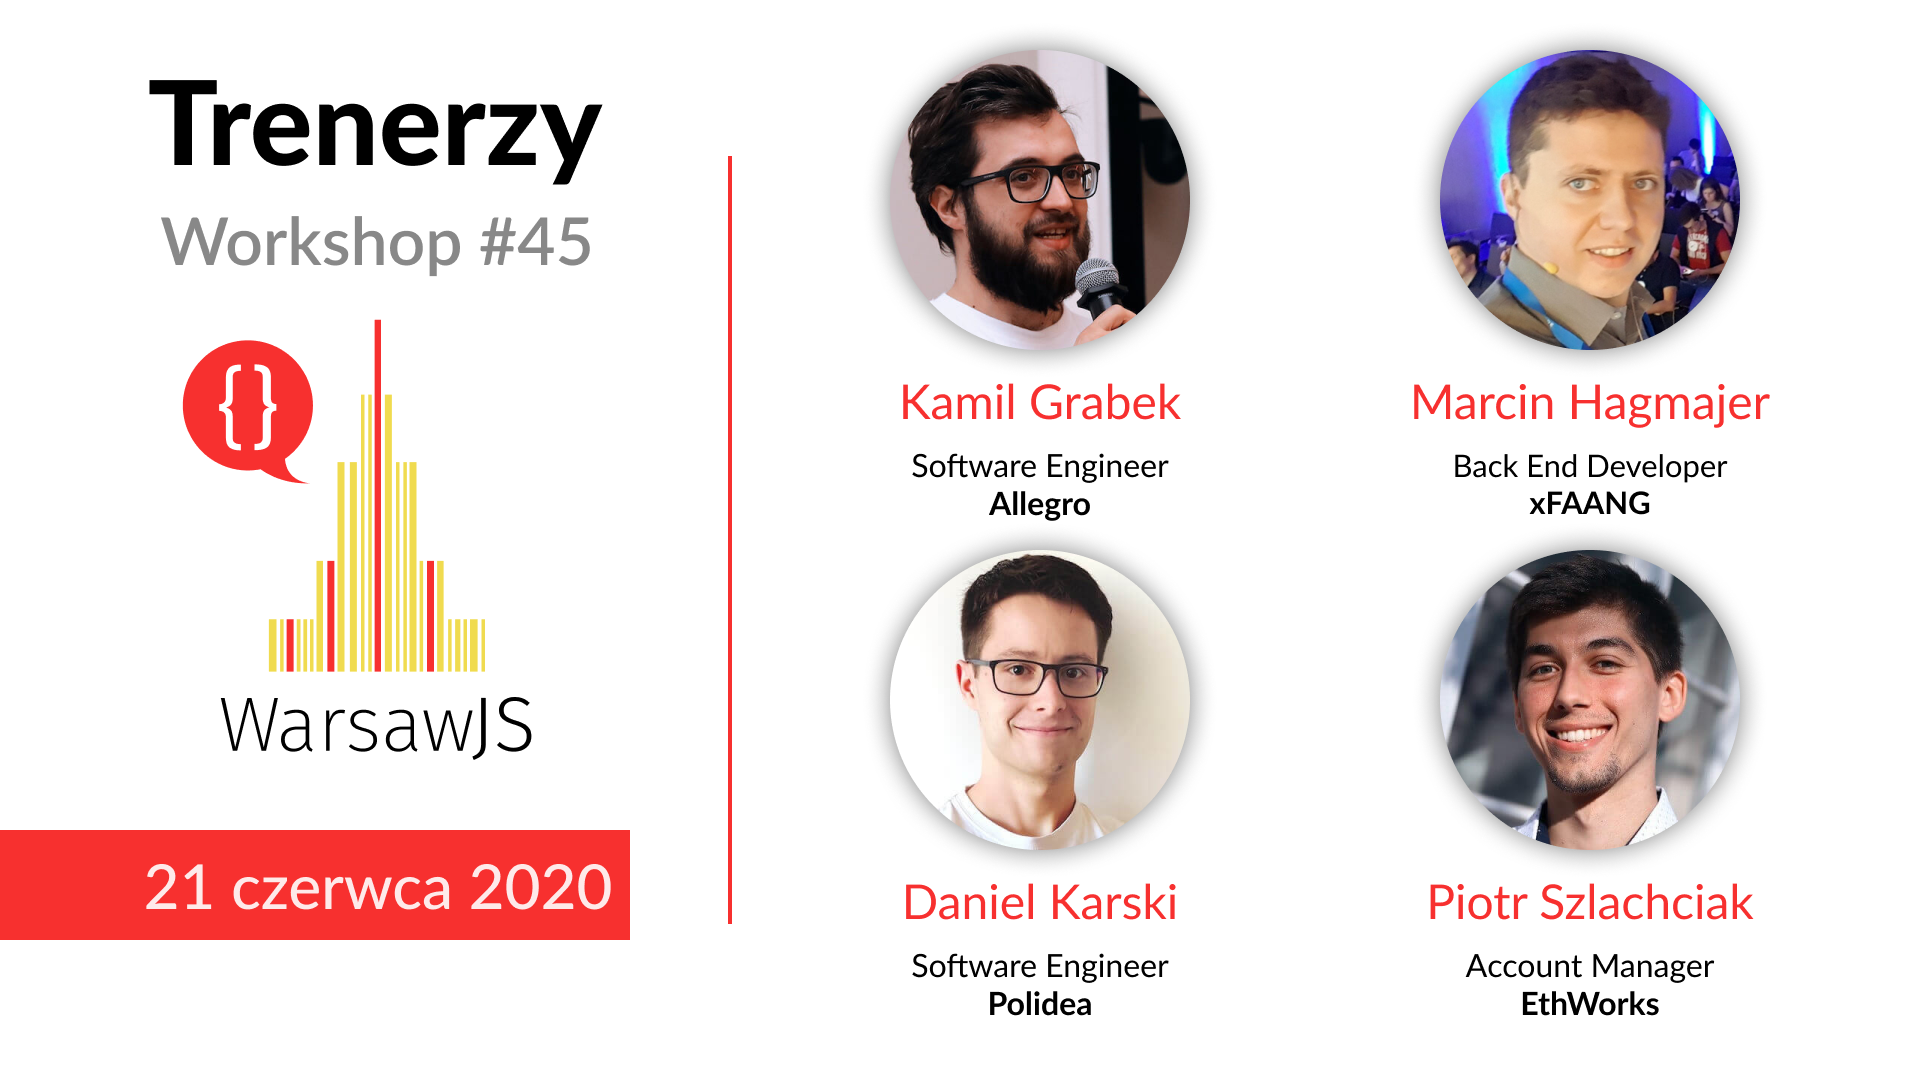 Trenerzy
Workshop #45
{}
WarsawJS
21 czerwca 2020
Kamil Grabek
Software Engineer
Allegro
Marcin Hagmajer
Back End Developer
xFAANG
Daniel Karski
Software Engineer
Polidea
Piotr Szlachciak
Account Manager
EthWorks